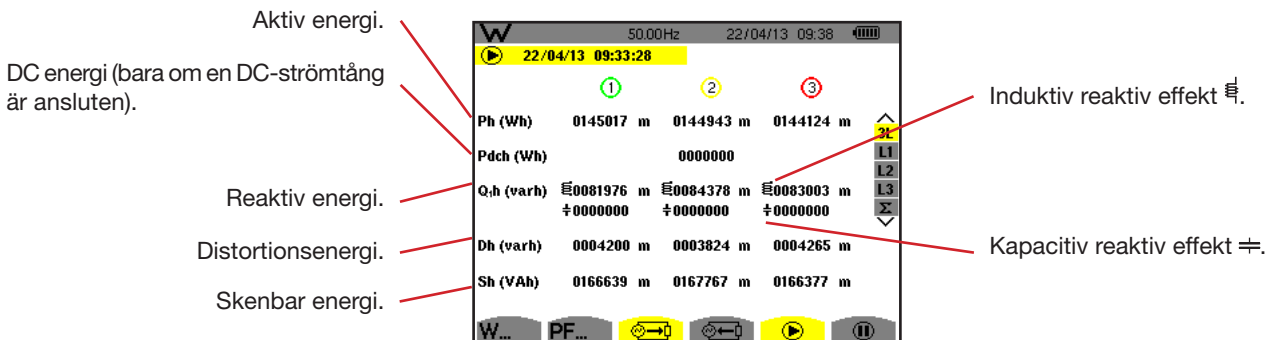 Aktiv energi.
DC energi (bara om en DC-strömtång
är ansluten).
Reaktiv energi.
Distortionsenergi.
Skenbar energi.
W 50.00Hz 22/04/13 09:38
22/04/13 09:33:28
1 2 3
Ph (Wh) 0145017 m 0144943 m 0144124 m
Pdch (Wh) 0000000
Q₁h (varh) 0081976 m 0084378 m 0083003 m
0000000 0000000 0000000
Dh (varh) 0004200 m 0003824 m 0004265 m
Sh (VAh) 0166639 m 0167767 m 0166377 m
3L
L1
L2
L3
Σ
W... PF...
Induktiv reaktiv effekt .
Kapacitiv reaktiv effekt .